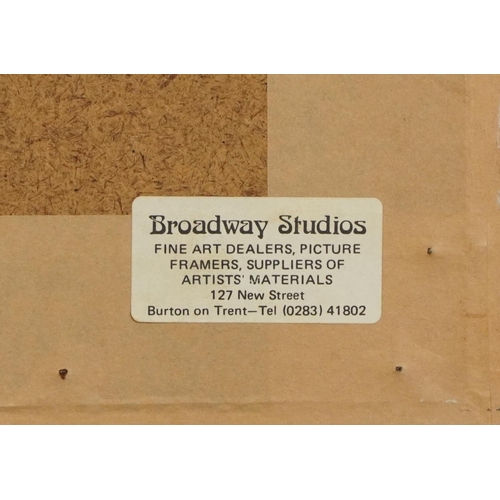 Broadway Studios
FINE ART DEALERS, PICTURE
FRAMERS, SUPPLIERS OF
ARTISTS' MATERIALS
127 New Street
Burton on Trent—Tel (0283) 41802